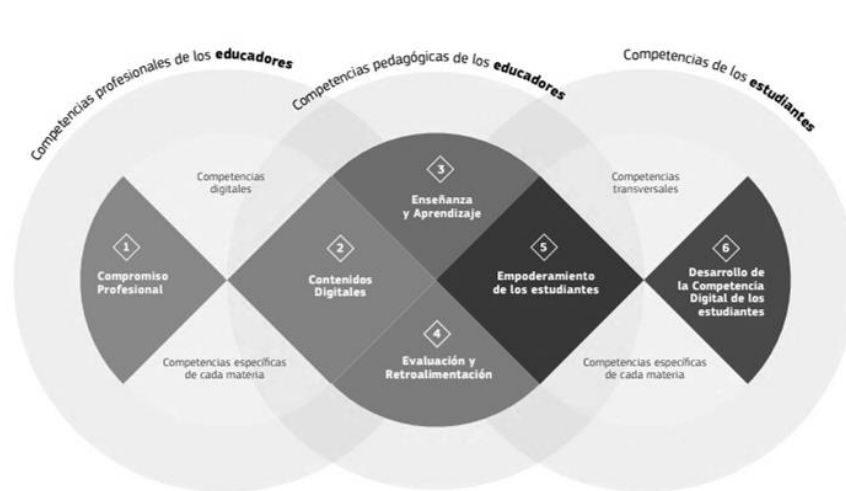 Competencias profesionales de los educadores
Competencias pedagógicas de los educadores
Competencias de los estudiantes
Competencias
digitales
Competencias
transversales
1
Compromiso
Profesional
2
Contenidos
Digitales
3
Enseñanza
y Aprendizaje
4
Evaluación y
Retroalimentación
5
Empoderamiento
de los estudiantes
6
Desarrollo de
la Competencia
Digital de los
estudiantes
Competencias específicas
de cada materia
Competencias específicas
de cada materia